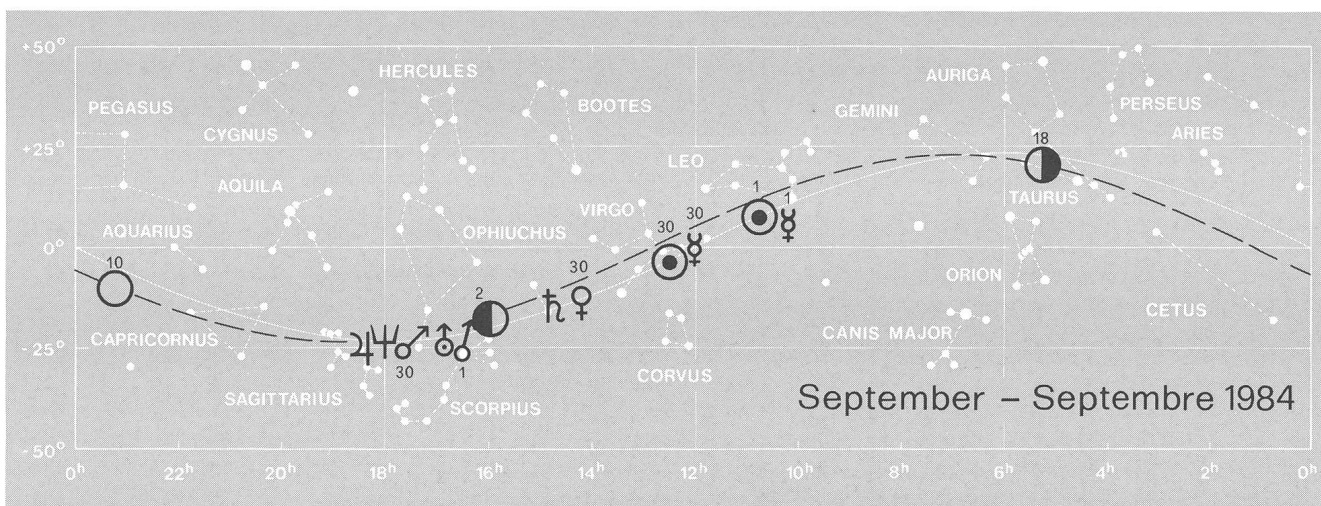 +50°
HERCULES
AURIGA
BOOTES
PEGASUS
GEMINI
PERSEUS
CYGNUS
ARIES
+25°
18
LEO
AQUILA
1
1
TAURUS
VIRGO
30
30
AQUARIUS
OPHIUCHUS
0°
10
30
ORION
2
CETUS
CAPRICORNUS
CANIS MAJOR
-25°
30
1
CORVUS
SAGITTARIUS
SCORPIUS
September – Septembre 1984
-50°
0h 22h 20h 18h 16h 14h 12h 10h 6h 4h 2h 0h